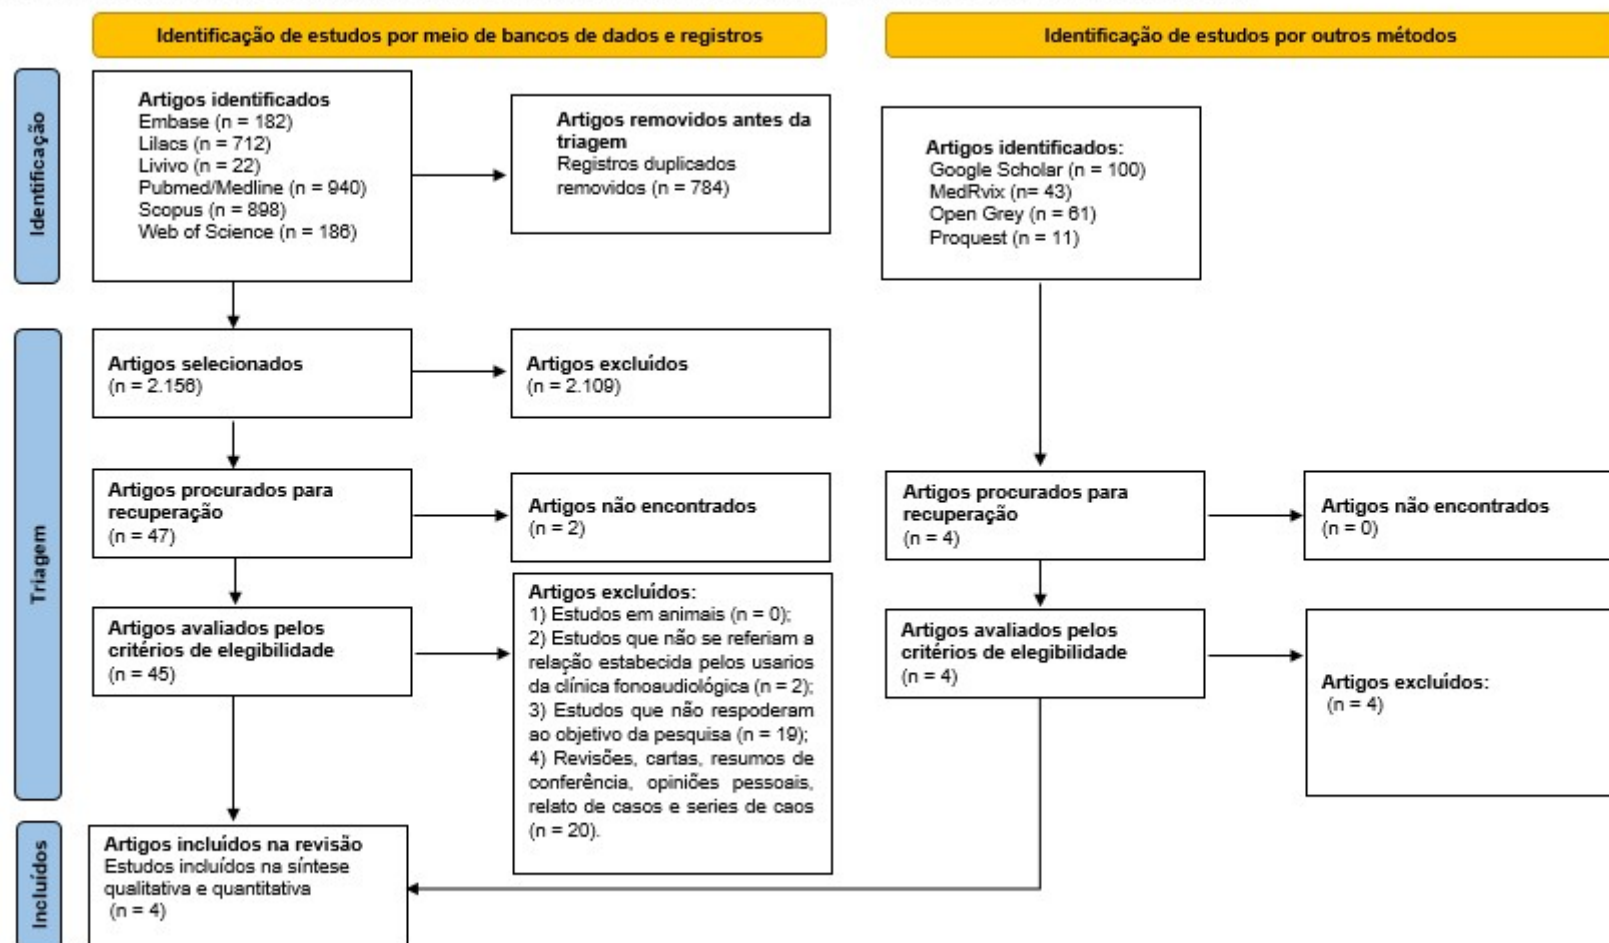 Identificação de estudos por meio de bancos de dados e registros
Identificação de estudos por outros métodos
Identificação
Artigos identificados
Embase (n = 182)
Lilacs (n = 712)
Livivo (n = 22)
Pubmed/Medline (n = 940)
Scopus (n = 898)
Web of Science (n = 186)
Artigos removidos antes da
triagem
Registros duplicados
removidos (n = 784)
Artigos identificados:
Google Scholar (n = 100)
MedRvix (n= 43)
Open Grey (n = 61)
Proquest (n = 11)
Triagem
Artigos selecionados
(n = 2.156)
Artigos excluídos
(n = 2.109)
Artigos procurados para
recuperação
(n = 47)
Artigos não encontrados
(n = 2)
Artigos procurados para
recuperação
(n = 4)
Artigos não encontrados
(n = 0)
Artigos avaliados pelos
critérios de elegibilidade
(n = 45)
Artigos excluídos:
1) Estudos em animais (n = 0);
2) Estudos que não se referiam a
relação estabecida pelos usarios
da clínica fonoaudiológica (n = 2);
3) Estudos que não respoderam
ao objetivo da pesquisa (n = 19);
4) Revisões, cartas, resumos de
conferência, opiniões pessoais,
relato de casos e series de caos
(n = 20).
Artigos avaliados pelos
critérios de elegibilidade
(n = 4)
Artigos excluídos:
(n = 4)
Incluídos
Artigos incluídos na revisão
Estudos incluídos na síntese
qualitativa e quantitativa
(n = 4)